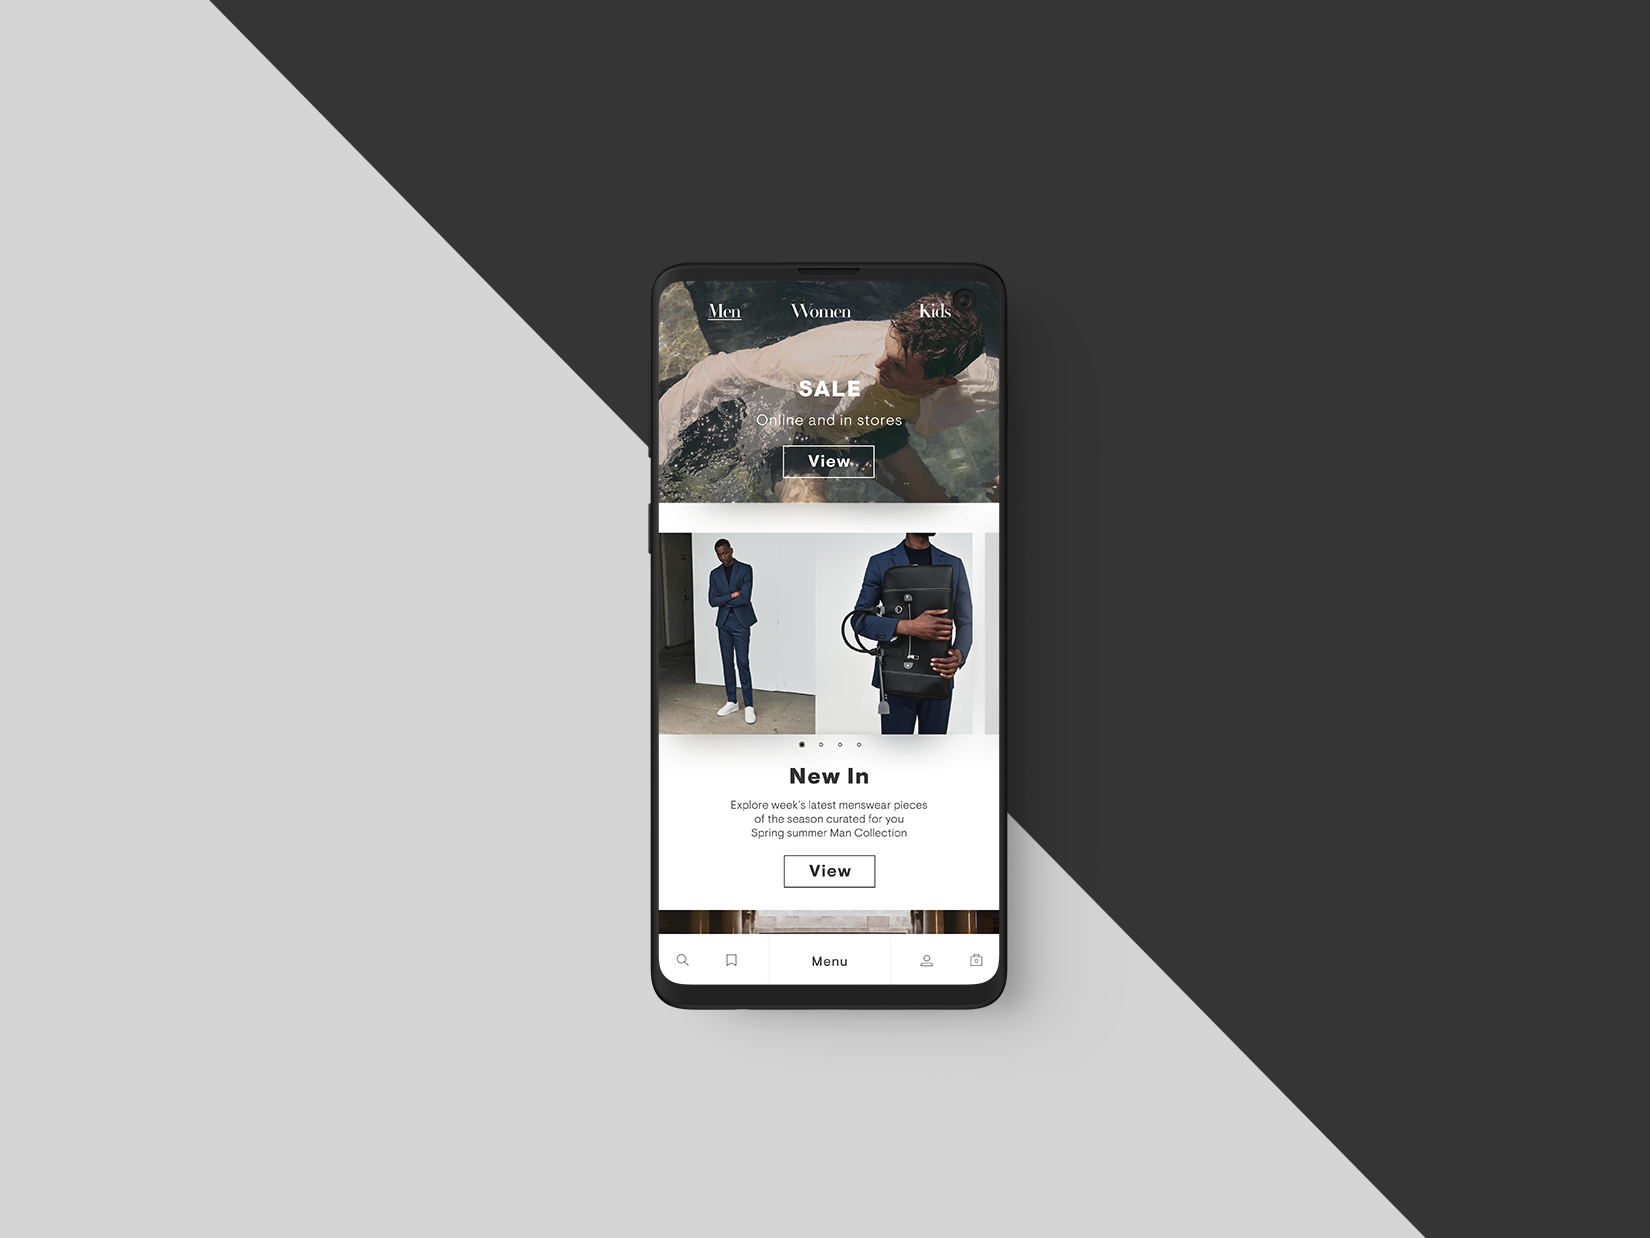 Men Women Kids
SALE
Online and in stores
View
New In
Explore week's latest menswear pieces
of the season curated for you
Spring summer Man Collection
View
Menu